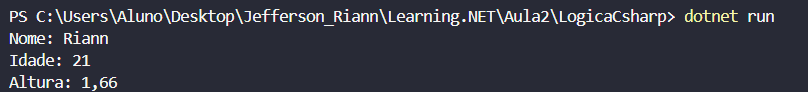 PS C:\Users\Aluno\Desktop\Jefferson_Riann\Learning.NET\Aula2\LogicaCsharp> dotnet run
Nome: Riann
Idade: 21
Altura: 1,66